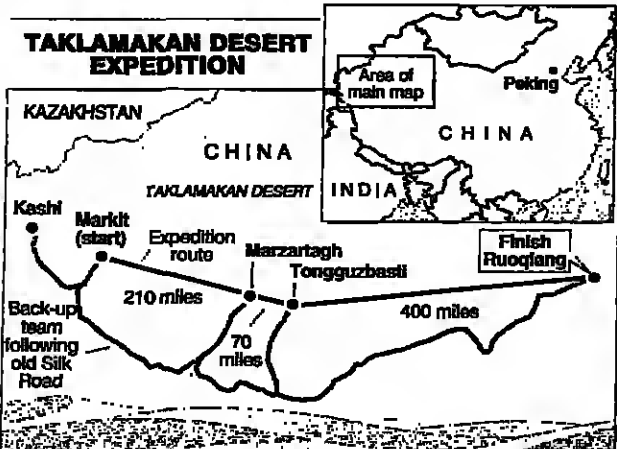 TAKLAMAKAN DESERT
EXPEDITION
Area of
main map
Peking
CHINA
INDIA
KAZAKHSTAN
CHINA
TAKLAMAKAN DESERT
Kashi
Markit
(start)
Expedition
route
Marzartagh
Tongguzbasti
Finish
Ruoqiang
210 miles
70
miles
400 miles
Back-up
team
following
old Silk
Road